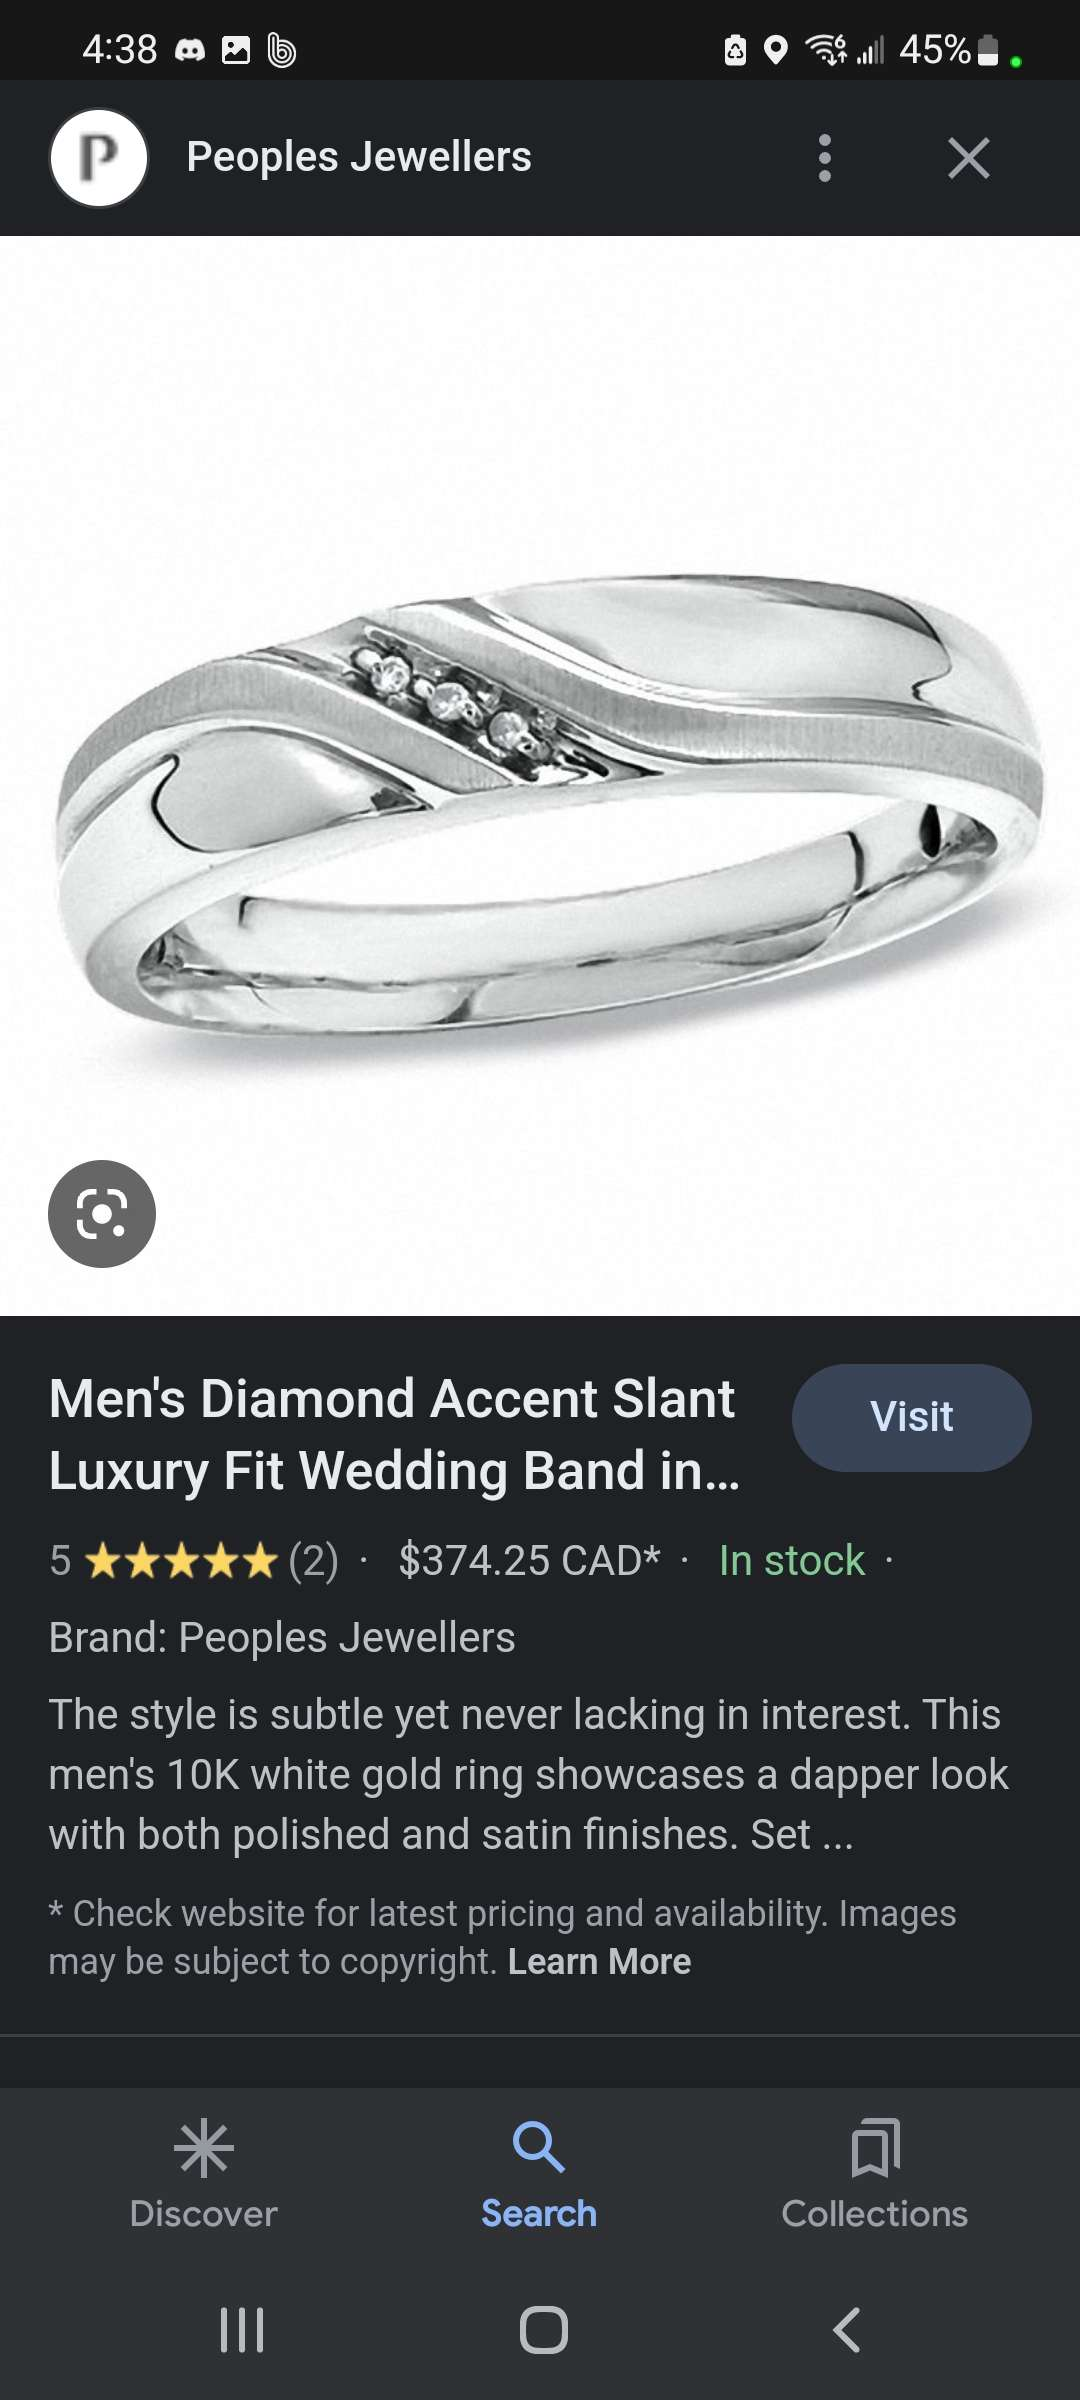 4:38
45%
P
Peoples Jewellers
Men's Diamond Accent Slant
Luxury Fit Wedding Band in...
Visit
5 ★★★★★ (2) · $374.25 CAD* · In stock ·
Brand: Peoples Jewellers
The style is subtle yet never lacking in interest. This
men's 10K white gold ring showcases a dapper look
with both polished and satin finishes. Set ...
* Check website for latest pricing and availability. Images
may be subject to copyright. Learn More
Discover
Search
Collections